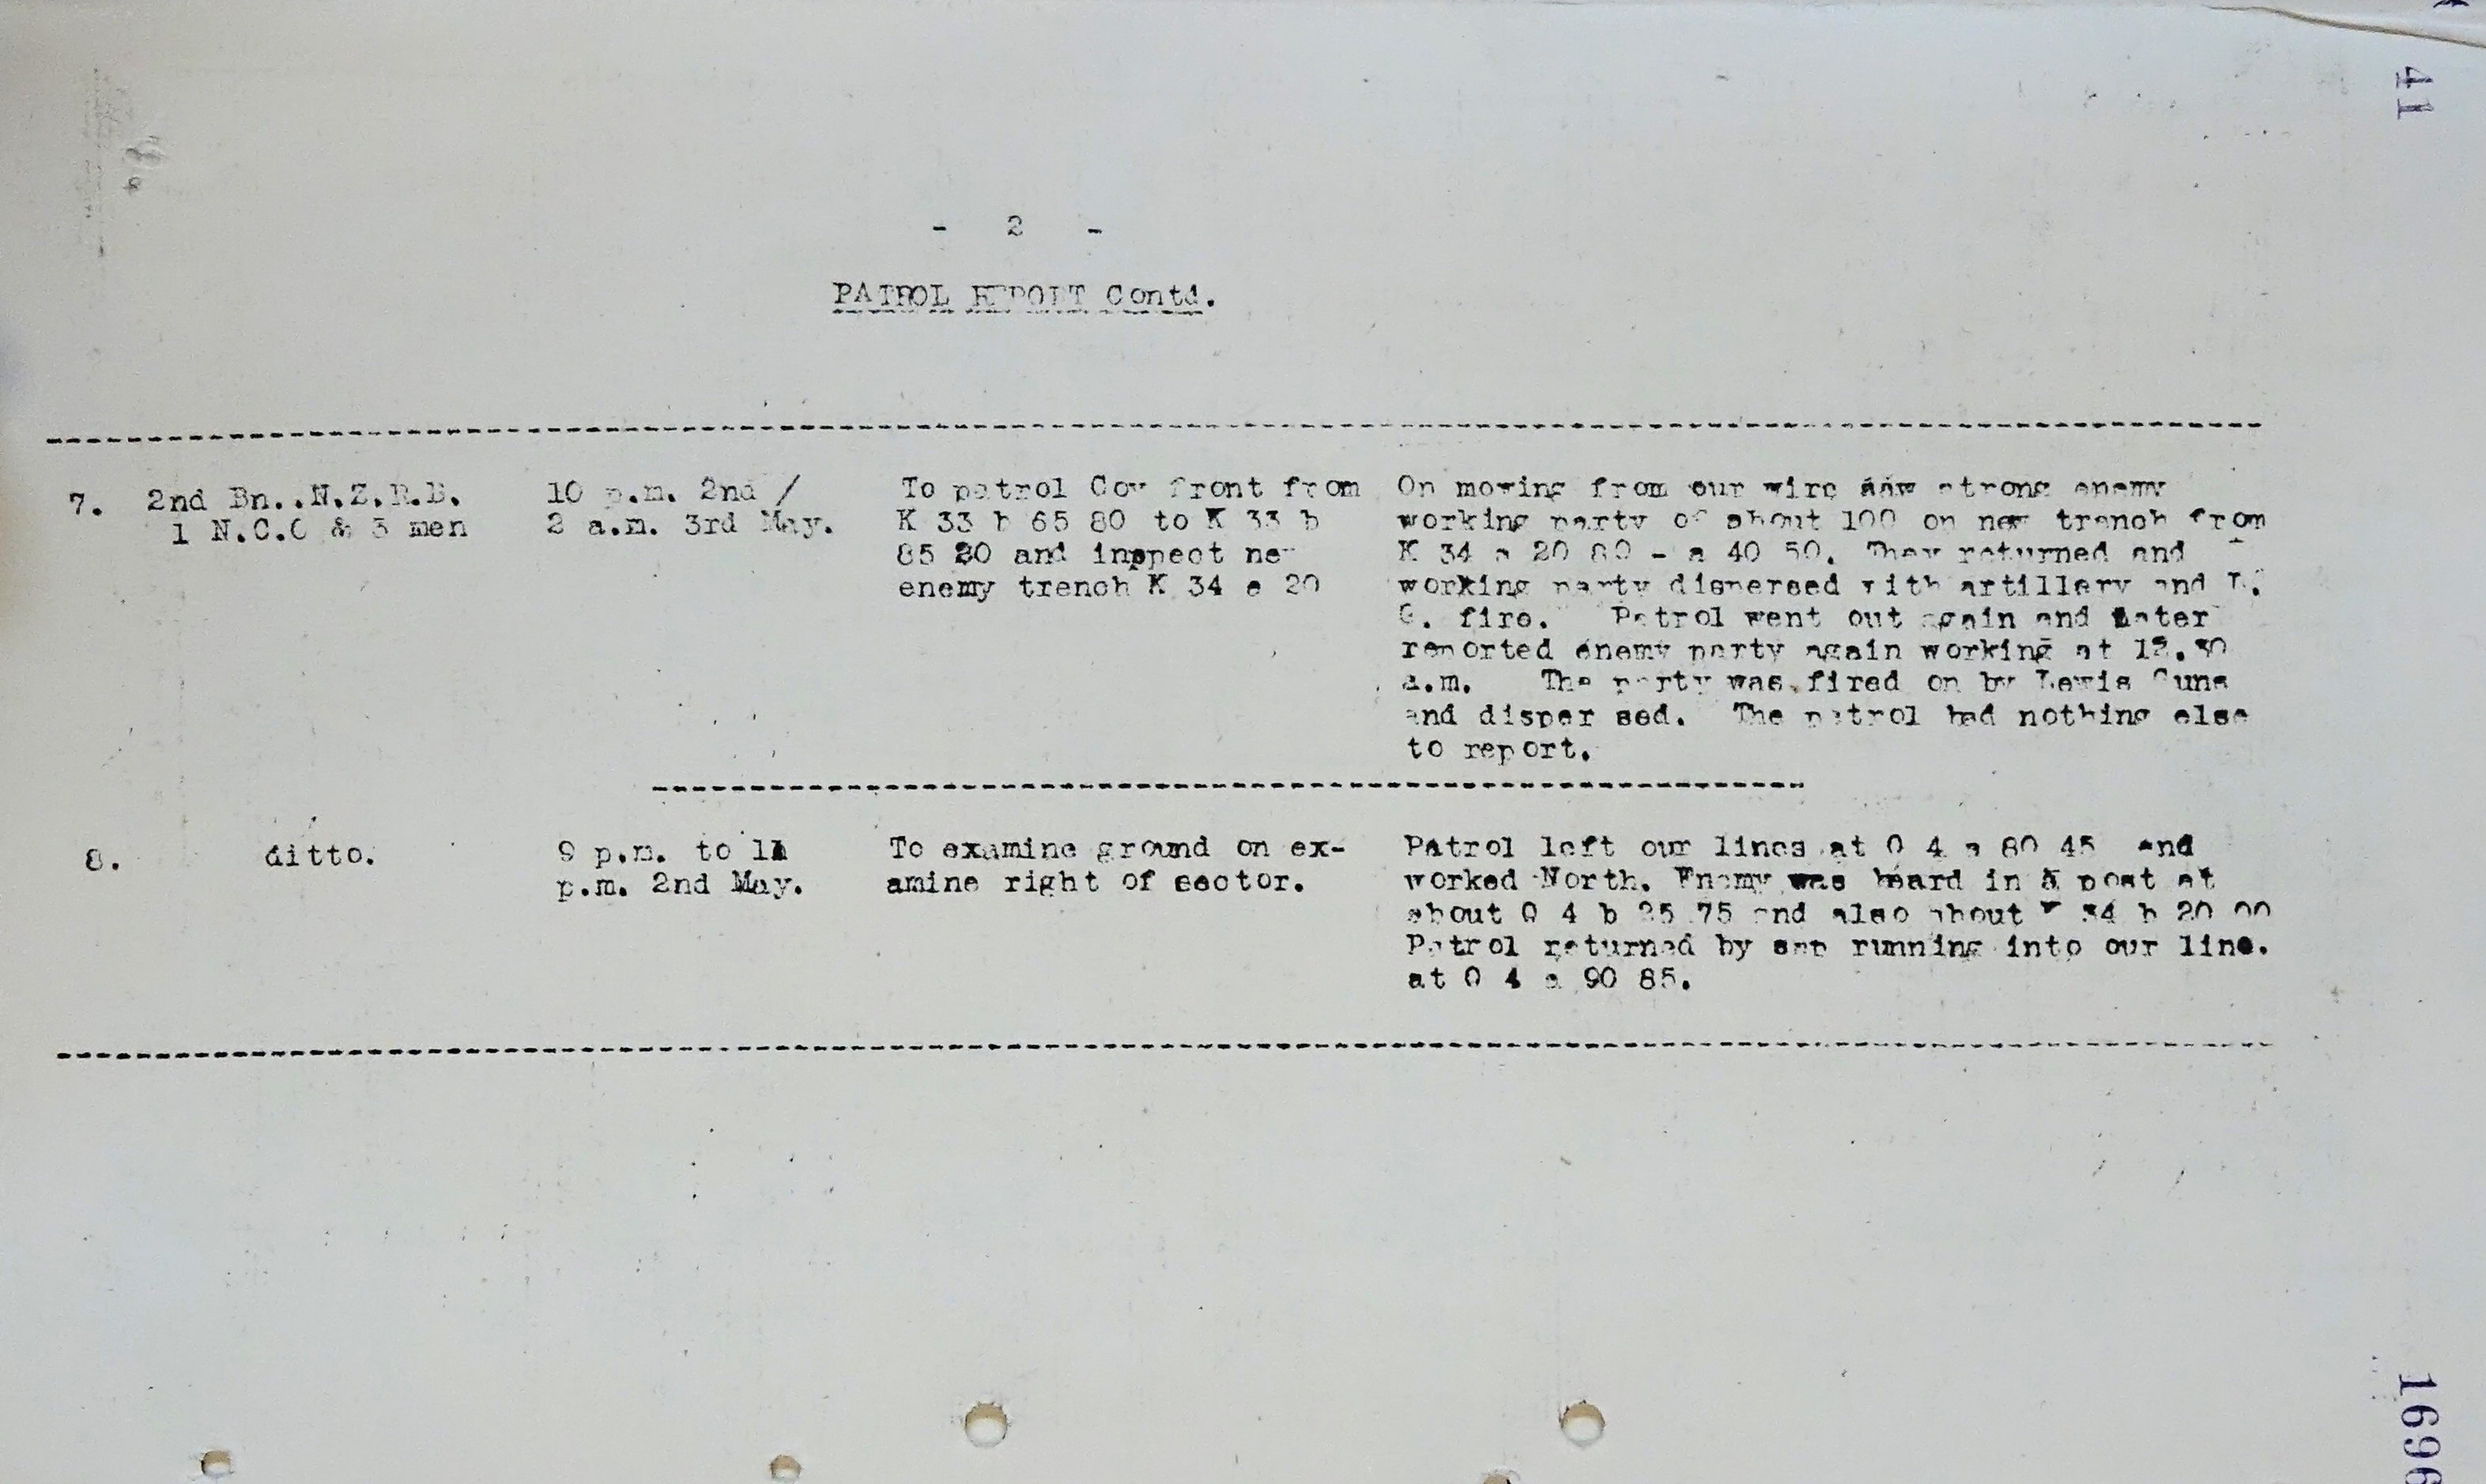 41
- 2 -
PATROL REPORT Contd.
7. 2nd Bn..N.Z.R.B.
1 N.C.O & 3 men
10 p.m. 2nd /
2 a.m. 3rd May.
To patrol Coy front from
K 33 b 65 80 to K 33 b
85 20 and inspect new
enemy trench K 34 a 20
On moving from our wire saw strong enemy
working party of about 100 on new trench from
K 34 a 20 80 - a 40 50. They returned and
working party dispersed with artillery and L.
G. fire. Patrol went out again and later
reported enemy party again working at 12.30
a.m. The party was fired on by Lewis Guns
and disper sed. The patrol had nothing else
to report.
8. ditto.
9 p.m. to 11
p.m. 2nd May.
To examine ground on ex-
amine right of sector.
Patrol left our lines at Q 4 a 80 45 and
worked North. Enemy was heard in a post at
about Q 4 b 25 75 and also about K 34 b 20 00
Patrol returned by sap running into our line.
at Q 4 a 90 85.
1696